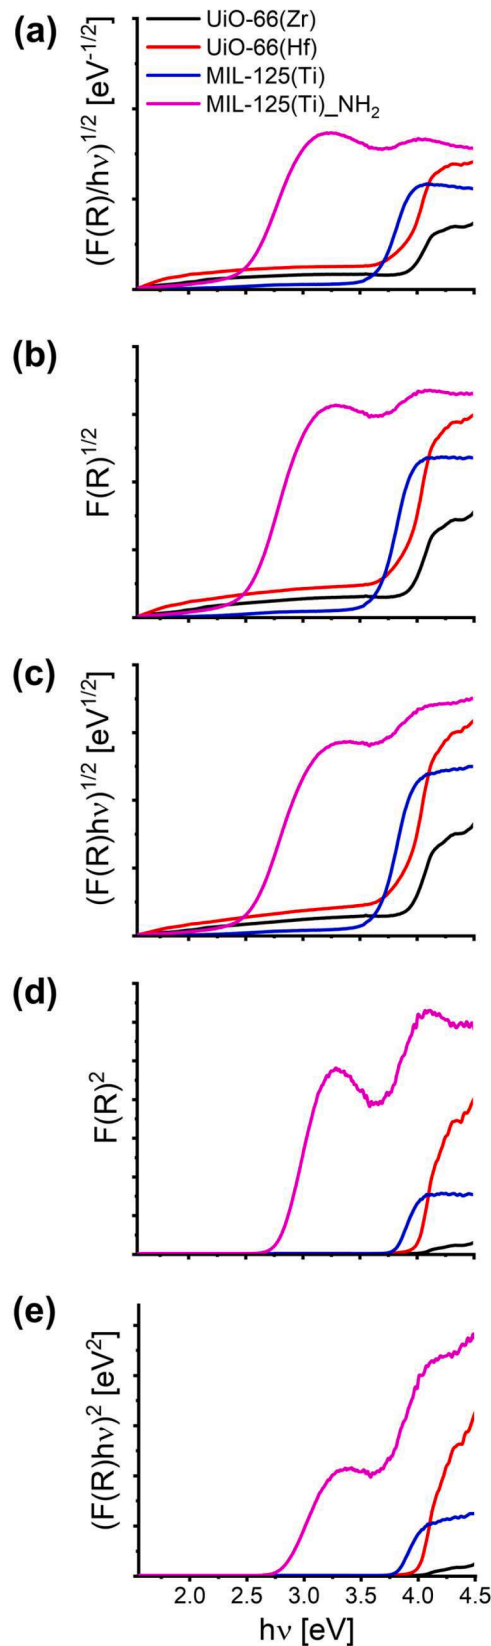 (a)
UiO-66(Zr)
UiO-66(Hf)
MIL-125(Ti)
MIL-125(Ti)_NH₂
(F(R)/hν)¹/² [eV⁻¹/²]
(b)
F(R)¹/²
(c)
(F(R)hν)¹/² [eV¹/²]
(d)
F(R)²
(e)
(F(R)hν)² [eV²]
2.0 2.5 3.0 3.5 4.0 4.5
hν [eV]